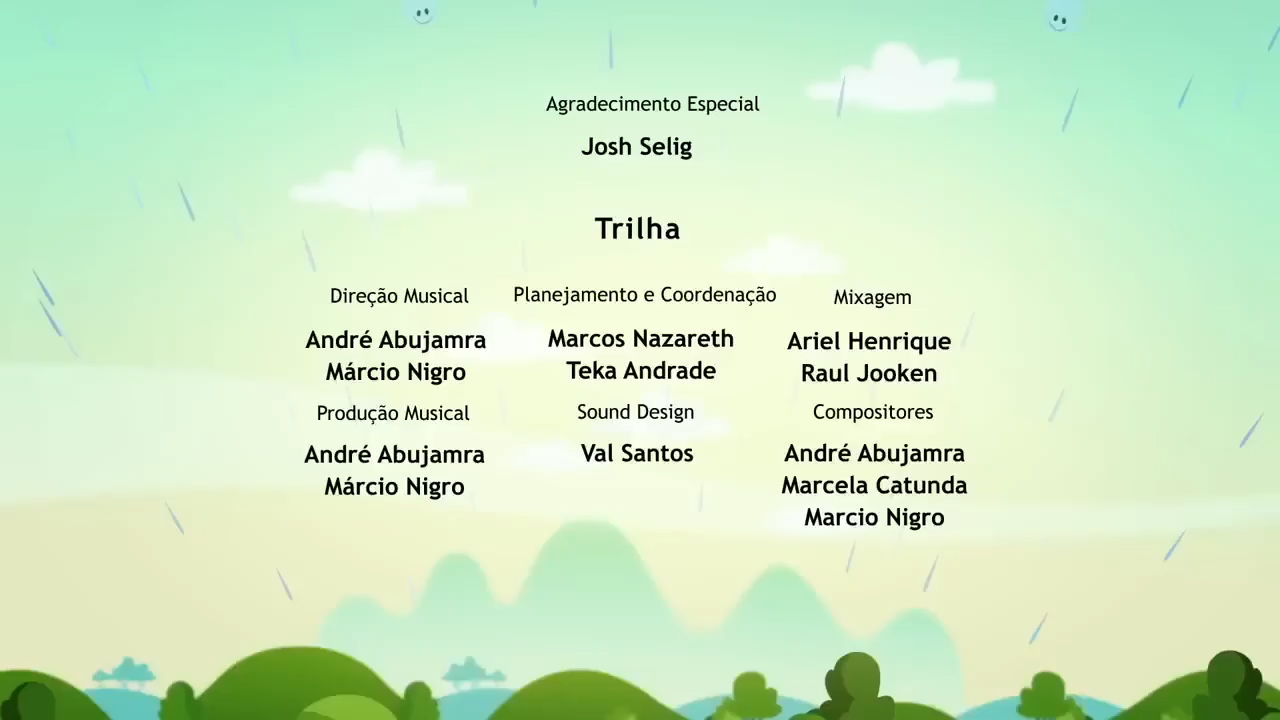 Agradecimento Especial
Josh Selig
Trilha
Direção Musical
André Abujamra
Márcio Nigro
Produção Musical
André Abujamra
Márcio Nigro
Planejamento e Coordenação
Marcos Nazareth
Teka Andrade
Sound Design
Val Santos
Mixagem
Ariel Henrique
Raul Jooken
Compositores
André Abujamra
Marcela Catunda
Marcio Nigro